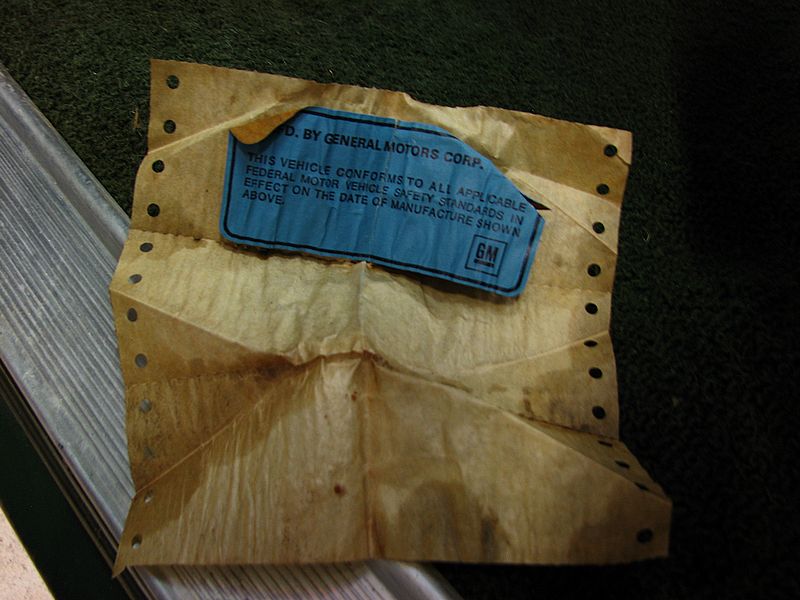 D. BY GENERAL MOTORS CORP.
THIS VEHICLE CONFORMS TO ALL APPLICABLE
FEDERAL MOTOR VEHICLE SAFETY STANDARDS IN
EFFECT ON THE DATE OF MANUFACTURE SHOWN
ABOVE.
GM